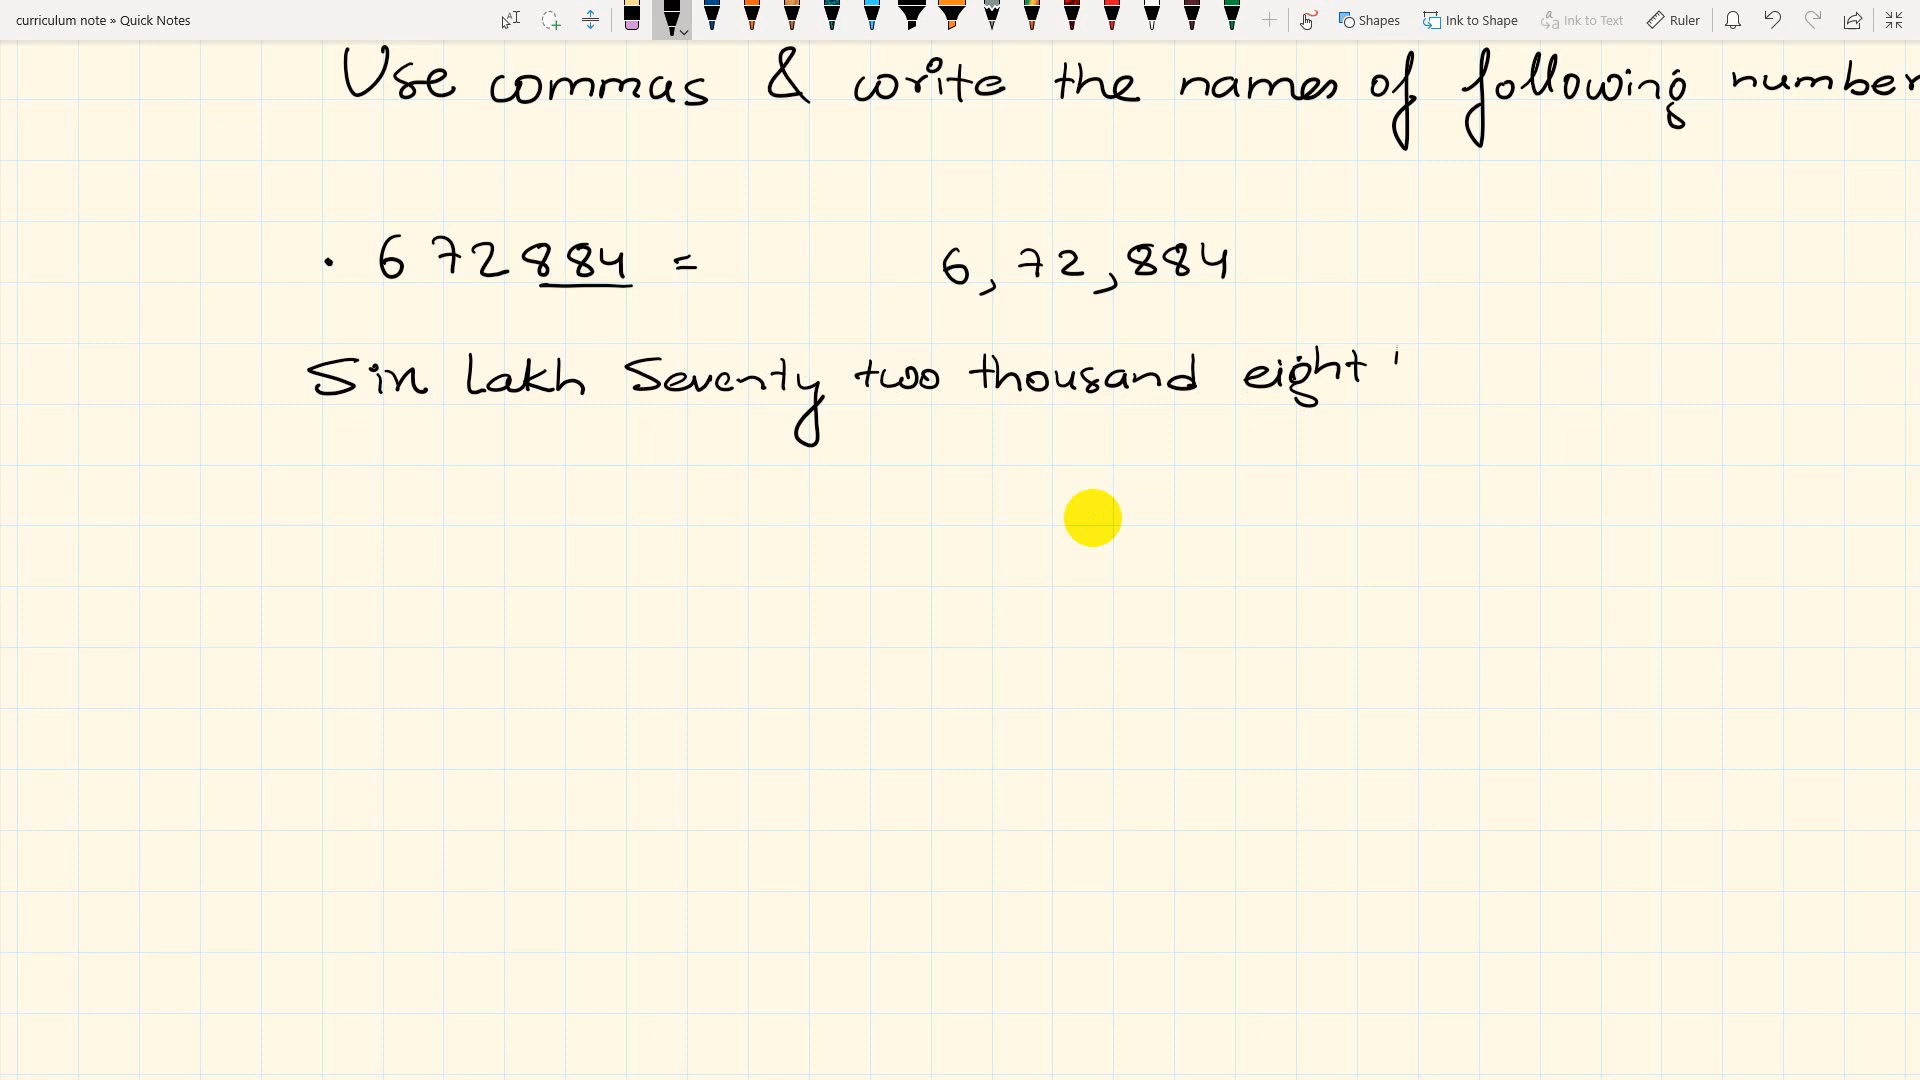 curriculum note » Quick Notes
Shapes Ink to Shape Ink to Text Ruler
Use commas & write the names of following number
. 672884 = 6,72,884
Six Lakh Seventy two thousand eight